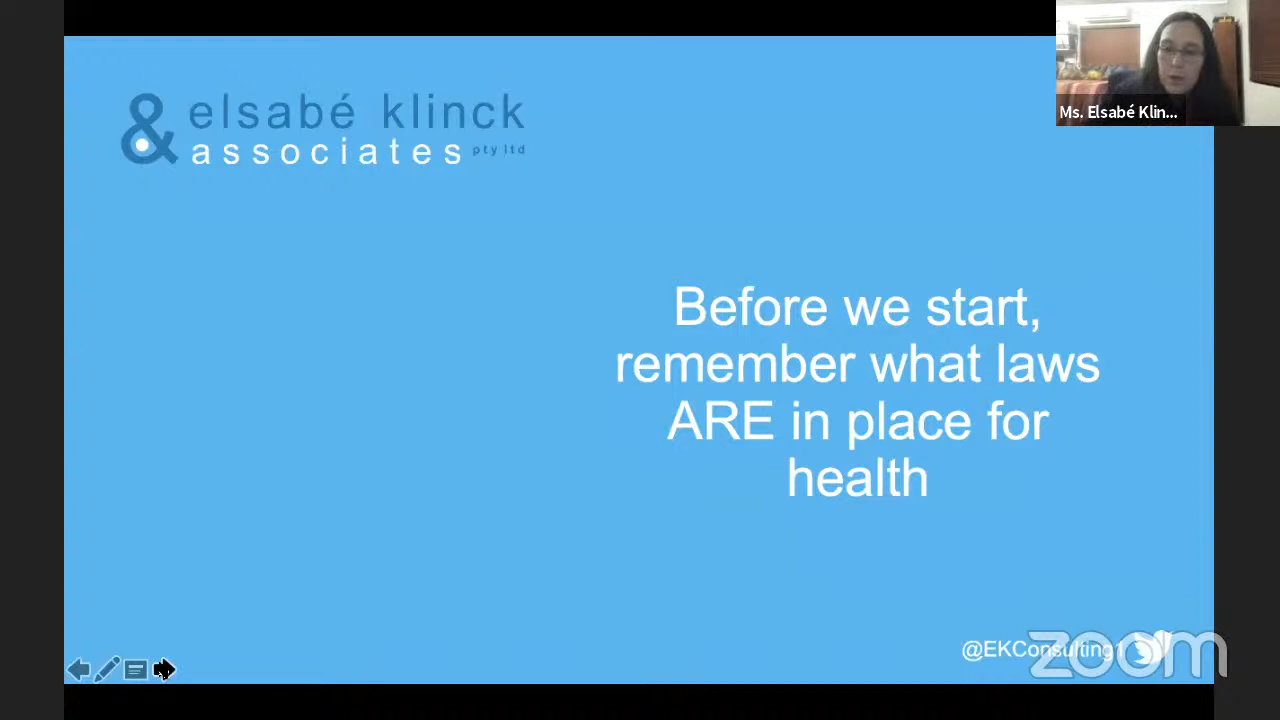 elsabé klinck
& associates pty ltd
Ms. Elsabé Klin...
Before we start,
remember what laws
ARE in place for
health
@EKConsulting1
zoom